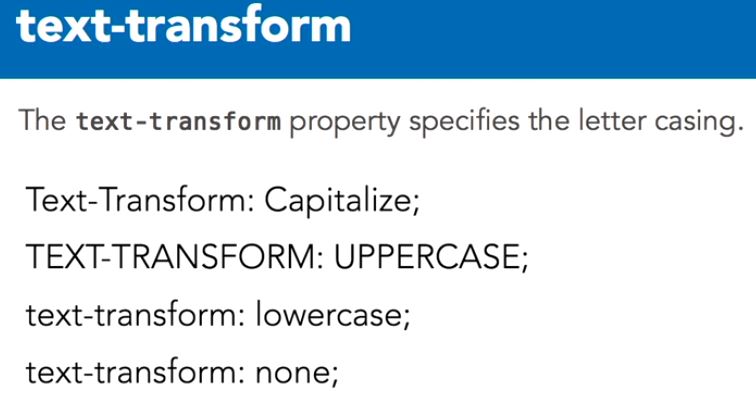 text-transform
The text-transform property specifies the letter casing.
Text-Transform: Capitalize;
TEXT-TRANSFORM: UPPERCASE;
text-transform: lowercase;
text-transform: none;